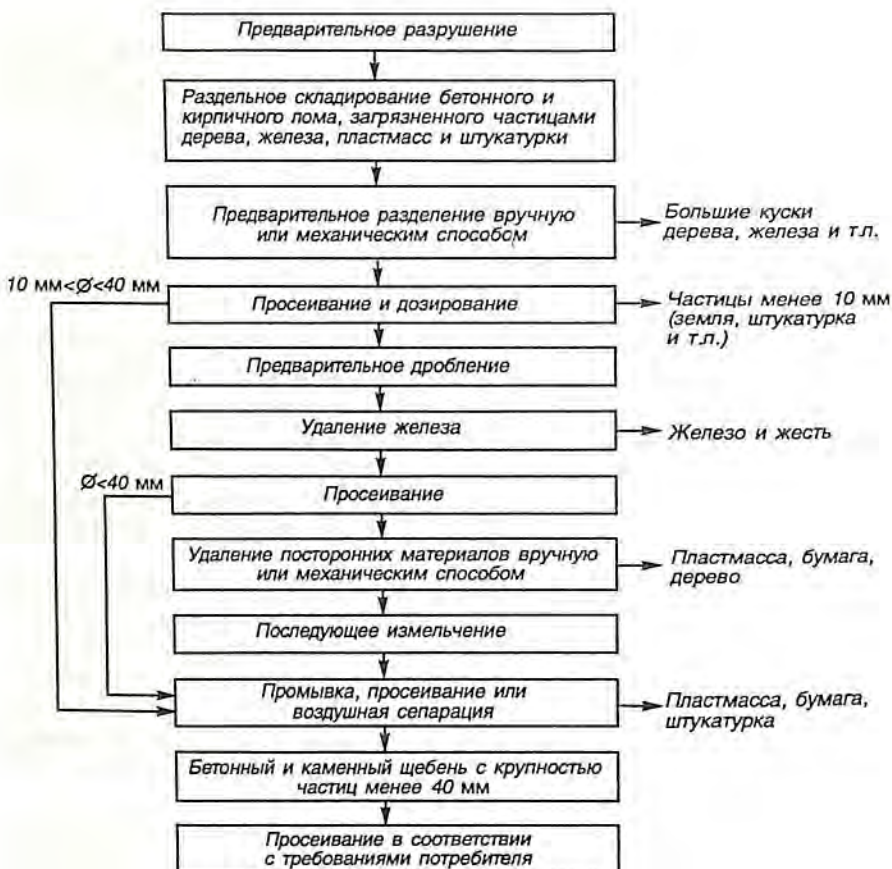 Предварительное разрушение
Раздельное складирование бетонного и
кирпичного лома, загрязненного частицами
дерева, железа, пластмасс и штукатурки
Предварительное разделение вручную
или механическим способом
Большие куски
дерева, железа и т.п.
10 мм<Ø<40 мм
Просеивание и дозирование
Частицы менее 10 мм
(земля, штукатурка
и т.п.)
Предварительное дробление
Удаление железа
Железо и жесть
Ø<40 мм
Просеивание
Удаление посторонних материалов вручную
или механическим способом
Пластмасса, бумага,
дерево
Последующее измельчение
Промывка, просеивание или
воздушная сепарация
Пластмасса, бумага,
штукатурка
Бетонный и каменный щебень с крупностью
частиц менее 40 мм
Просеивание в соответствии
с требованиями потребителя